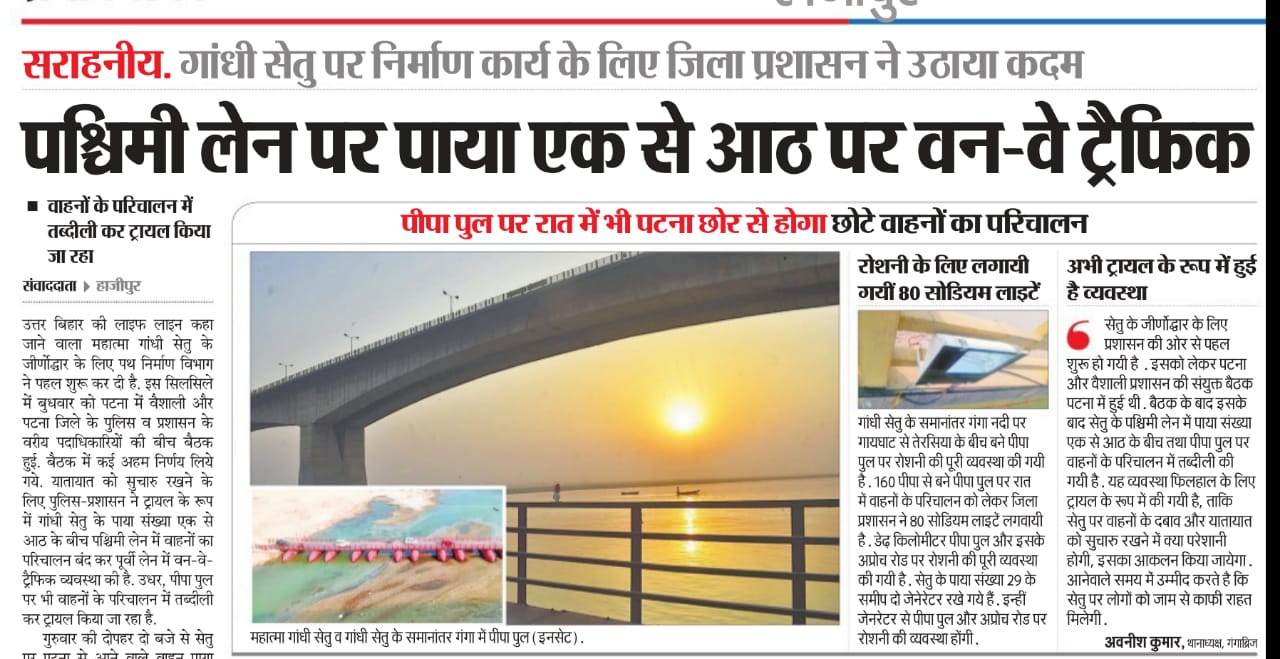 सराहनीय. गांधी सेतु पर निर्माण कार्य के लिए जिला प्रशासन ने उठाया कदम
पश्चिमी लेन पर पाया एक से आठ पर वन-वे ट्रैफिक
■ वाहनों के परिचालन में
तब्दीली कर ट्रायल किया
जा रहा
संवाददाता ▶ हाजीपुर
उत्तर बिहार की लाइफ लाइन कहा
जाने वाला महात्मा गांधी सेतु के
जीर्णोद्धार के लिए पथ निर्माण विभाग
ने पहल शुरू कर दी है. इस सिलसिले
में बुधवार को पटना में वैशाली और
पटना जिले के पुलिस व प्रशासन के
वरीय पदाधिकारियों की बीच बैठक
हुई. बैठक में कई अहम निर्णय लिये
गये. यातायात को सुचारु रखने के
लिए पुलिस-प्रशासन ने ट्रायल के रूप
में गांधी सेतु के पाया संख्या एक से
आठ के बीच पश्चिमी लेन में वाहनों का
परिचालन बंद कर पूर्वी लेन में वन-वे-
ट्रैफिक व्यवस्था की है. उधर, पीपा पुल
पर भी वाहनों के परिचालन में तब्दीली
कर ट्रायल किया जा रहा है.
गुरुवार को दोपहर दो बजे से सेतु
पर पटना से आने वाले वाहन पाया
पीपा पुल पर रात में भी पटना छोर से होगा छोटे वाहनों का परिचालन
महात्मा गांधी सेतु व गांधी सेतु के समानांतर गंगा में पीपा पुल (इनसेट).
रोशनी के लिए लगायी
गयीं 80 सोडियम लाइटें
गांधी सेतु के समानांतर गंगा नदी पर
गायघाट से तेरसिया के बीच बने पीपा
पुल पर रोशनी की पूरी व्यवस्था की गयी
है. 160 पीपा से बने पीपा पुल पर रात
में वाहनों के परिचालन को लेकर जिला
प्रशासन ने 80 सोडियम लाइटें लगवायी
है. डेढ़ किलोमीटर पीपा पुल और इसके
अप्रोच रोड पर रोशनी की पूरी व्यवस्था
की गयी है. सेतु के पाया संख्या 29 के
समीप दो जेनेरेटर रखे गये हैं. इन्हीं
जेनरेटर से पीपा पुल और अप्रोच रोड पर
रोशनी की व्यवस्था होंगी.
अभी ट्रायल के रूप में हुई
है व्यवस्था
सेतु के जीर्णोद्धार के लिए
प्रशासन की ओर से पहल
शुरू हो गयी है . इसको लेकर पटना
और वैशाली प्रशासन की संयुक्त बैठक
पटना में हुई थी. बैठक के बाद इसके
बाद सेतु के पश्चिमी लेन में पाया संख्या
एक से आठ के बीच तथा पीपा पुल पर
वाहनों के परिचालन में तब्दीली की
गयी है. यह व्यवस्था फिलहाल के लिए
ट्रायल के रूप में की गयी है, ताकि
सेतु पर वाहनों के दबाव और यातायात
को सुचारु रखने में क्या परेशानी
होगी, इसका आकलन किया जायेगा.
आनेवाले समय में उम्मीद करते है कि
सेतु पर लोगों को जाम से काफी राहत
मिलेगी.
अवनीश कुमार, थानाध्यक्ष, गंगाब्रिज